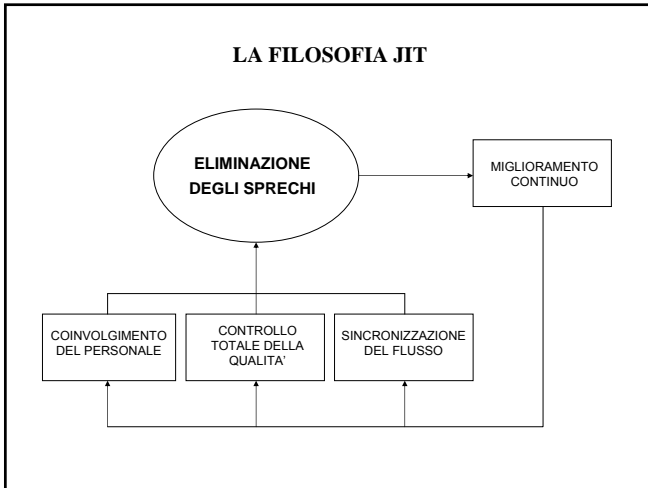 LA FILOSOFIA JIT
ELIMINAZIONE
DEGLI SPRECHI
MIGLIORAMENTO
CONTINUO
COINVOLGIMENTO
DEL PERSONALE
CONTROLLO
TOTALE DELLA
QUALITA’
SINCRONIZZAZIONE
DEL FLUSSO